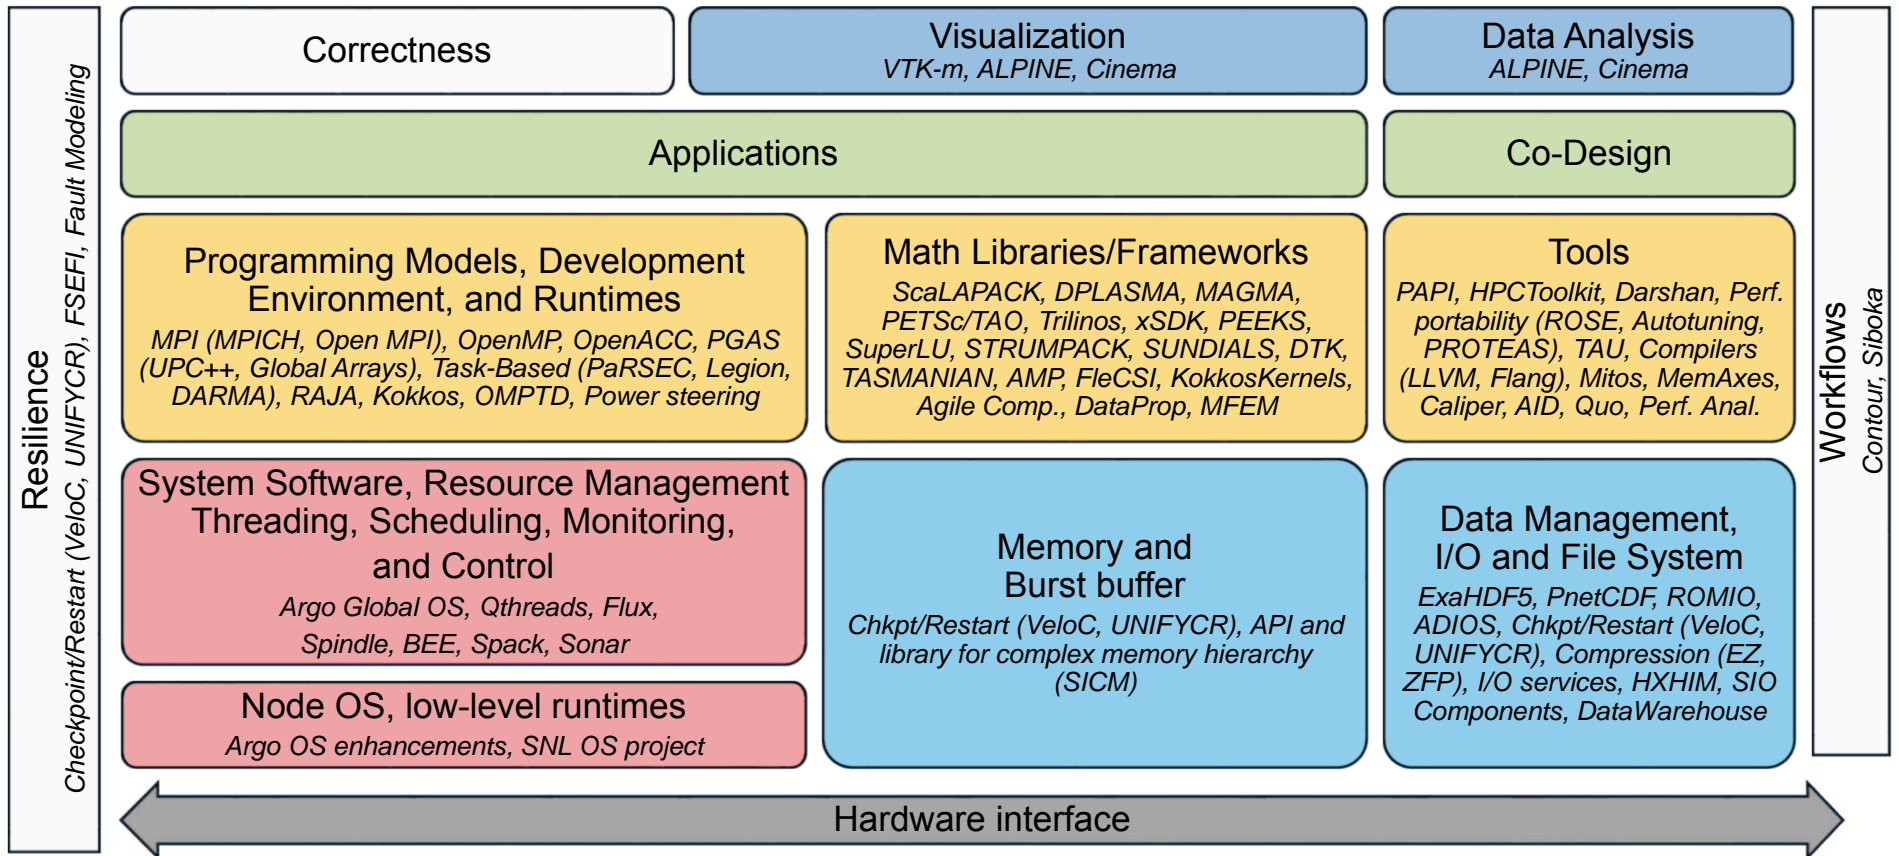 Resilience
Checkpoint/Restart (VeloC, UNIFYCR), FSEFI, Fault Modeling
Correctness
Visualization
VTK-m, ALPINE, Cinema
Data Analysis
ALPINE, Cinema
Applications
Co-Design
Programming Models, Development
Environment, and Runtimes
MPI (MPICH, Open MPI), OpenMP, OpenACC, PGAS
(UPC++, Global Arrays), Task-Based (PaRSEC, Legion,
DARMA), RAJA, Kokkos, OMPTD, Power steering
Math Libraries/Frameworks
ScaLAPACK, DPLASMA, MAGMA,
PETSc/TAO, Trilinos, xSDK, PEEKS,
SuperLU, STRUMPACK, SUNDIALS, DTK,
TASMANIAN, AMP, FleCSI, KokkosKernels,
Agile Comp., DataProp, MFEM
Tools
PAPI, HPCToolkit, Darshan, Perf.
portability (ROSE, Autotuning,
PROTEAS), TAU, Compilers
(LLVM, Flang), Mitos, MemAxes,
Caliper, AID, Quo, Perf. Anal.
System Software, Resource Management
Threading, Scheduling, Monitoring,
and Control
Argo Global OS, Qthreads, Flux,
Spindle, BEE, Spack, Sonar
Node OS, low-level runtimes
Argo OS enhancements, SNL OS project
Memory and
Burst buffer
Chkpt/Restart (VeloC, UNIFYCR), API and
library for complex memory hierarchy
(SICM)
Data Management,
I/O and File System
ExaHDF5, PnetCDF, ROMIO,
ADIOS, Chkpt/Restart (VeloC,
UNIFYCR), Compression (EZ,
ZFP), I/O services, HXHIM, SIO
Components, DataWarehouse
Workflows
Contour, Siboka
Hardware interface